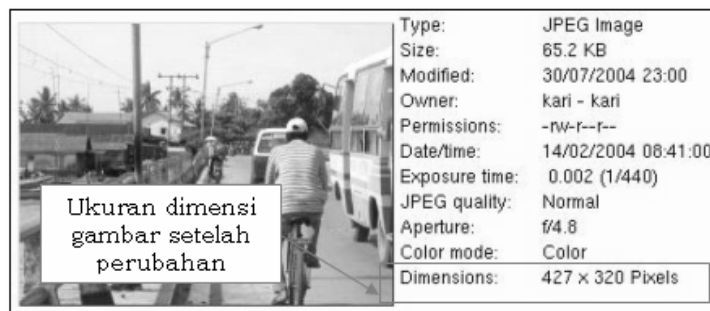 Type: JPEG Image
Size: 65.2 KB
Modified: 30/07/2004 23:00
Owner: kari - kari
Permissions: -rw-r--r--
Date/time: 14/02/2004 08:41:00
Exposure time: 0.002 (1/440)
JPEG quality: Normal
Aperture: f/4.8
Color mode: Color
Dimensions: 427 x 320 Pixels
Ukuran dimensi
gambar setelah
perubahan